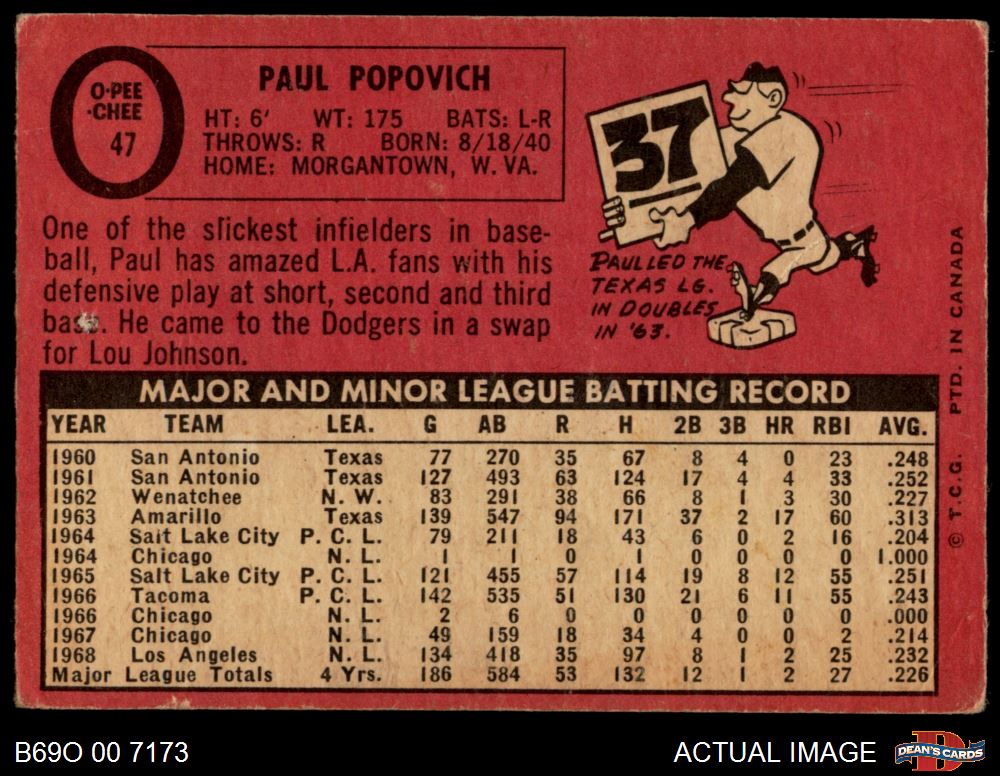 O-PEE
-CHEE
47
PAUL POPOVICH
HT: 6' WT: 175 BATS: L-R
THROWS: R BORN: 8/18/40
HOME: MORGANTOWN, W. VA.
One of the slickest infielders in base-
ball, Paul has amazed L.A. fans with his
defensive play at short, second and third
base. He came to the Dodgers in a swap
for Lou Johnson.
37
PAUL LED THE
TEXAS LG.
IN DOUBLES
IN '63.
MAJOR AND MINOR LEAGUE BATTING RECORD
YEAR TEAM LEA. G AB R H 2B 3B HR RBI AVG.
1960 San Antonio Texas 77 270 35 67 8 4 0 23 .248
1961 San Antonio Texas 127 493 63 124 17 4 4 33 .252
1962 Wenatchee N. W. 83 291 38 66 8 1 3 30 .227
1963 Amarillo Texas 139 547 94 171 37 2 17 60 .313
1964 Salt Lake City P. C. L. 79 211 18 43 6 0 2 16 .204
1964 Chicago N. L. 1 1 0 1 0 0 0 0 1.000
1965 Salt Lake City P. C. L. 121 455 57 114 19 8 12 55 .251
1966 Tacoma P. C. L. 142 535 51 130 21 6 11 55 .243
1966 Chicago N. L. 2 6 0 0 0 0 0 0 .000
1967 Chicago N. L. 49 159 18 34 4 0 0 2 .214
1968 Los Angeles N. L. 134 418 35 97 8 1 2 25 .232
Major League Totals 4 Yrs. 186 584 53 132 12 1 2 27 .226
© T.C.G. PTD. IN CANADA
B69O 00 7173
ACTUAL IMAGE
DEAN'S CARDS